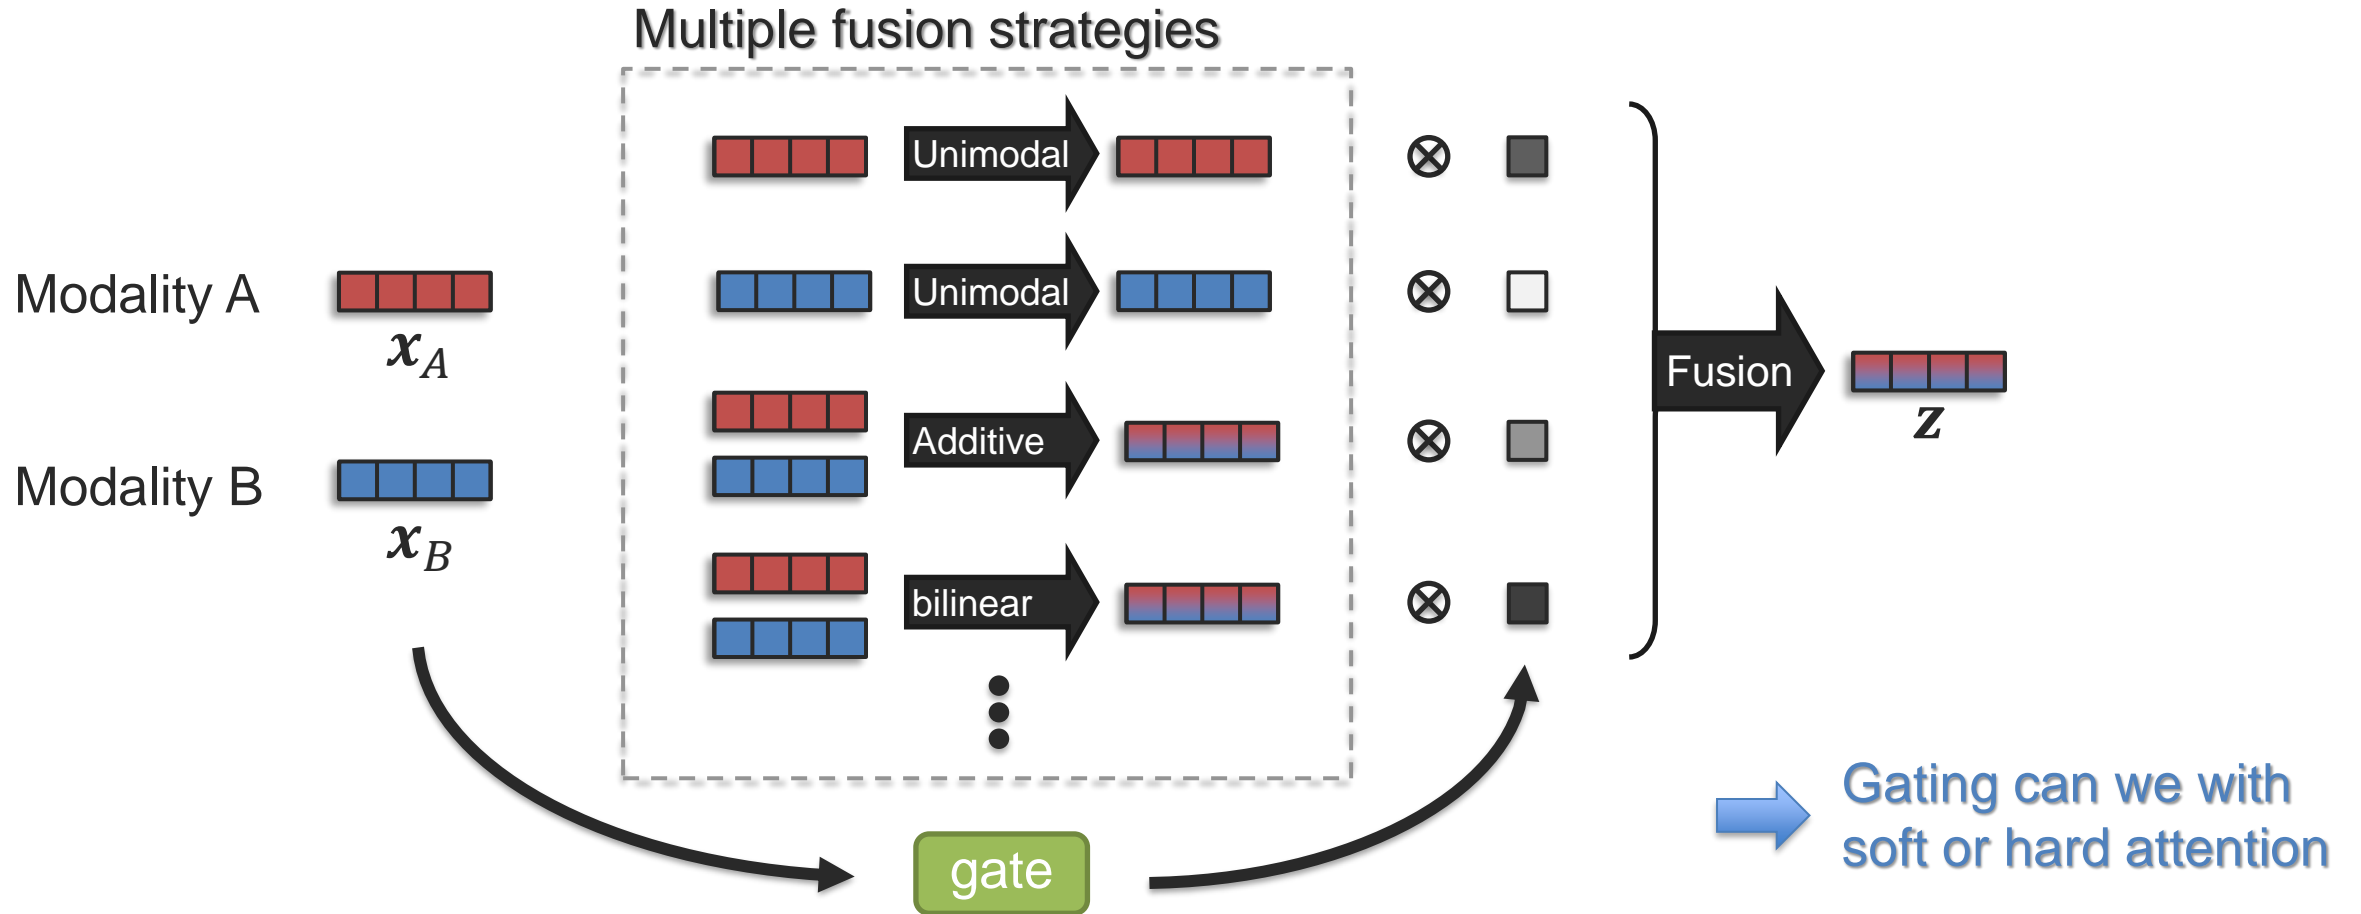 Multiple fusion strategies
Modality A
x_A
Modality B
x_B
Unimodal
Unimodal
Additive
bilinear
Fusion
z
gate
Gating can we with
soft or hard attention